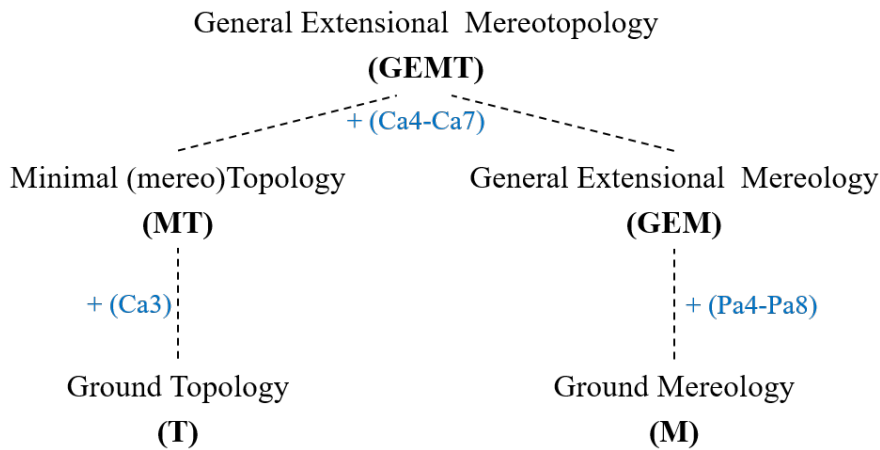 General Extensional Mereotopology
(GEMT)
+ (Ca4-Ca7)
Minimal (mereo)Topology
(MT)
General Extensional Mereology
(GEM)
+ (Ca3)
+ (Pa4-Pa8)
Ground Topology
(T)
Ground Mereology
(M)